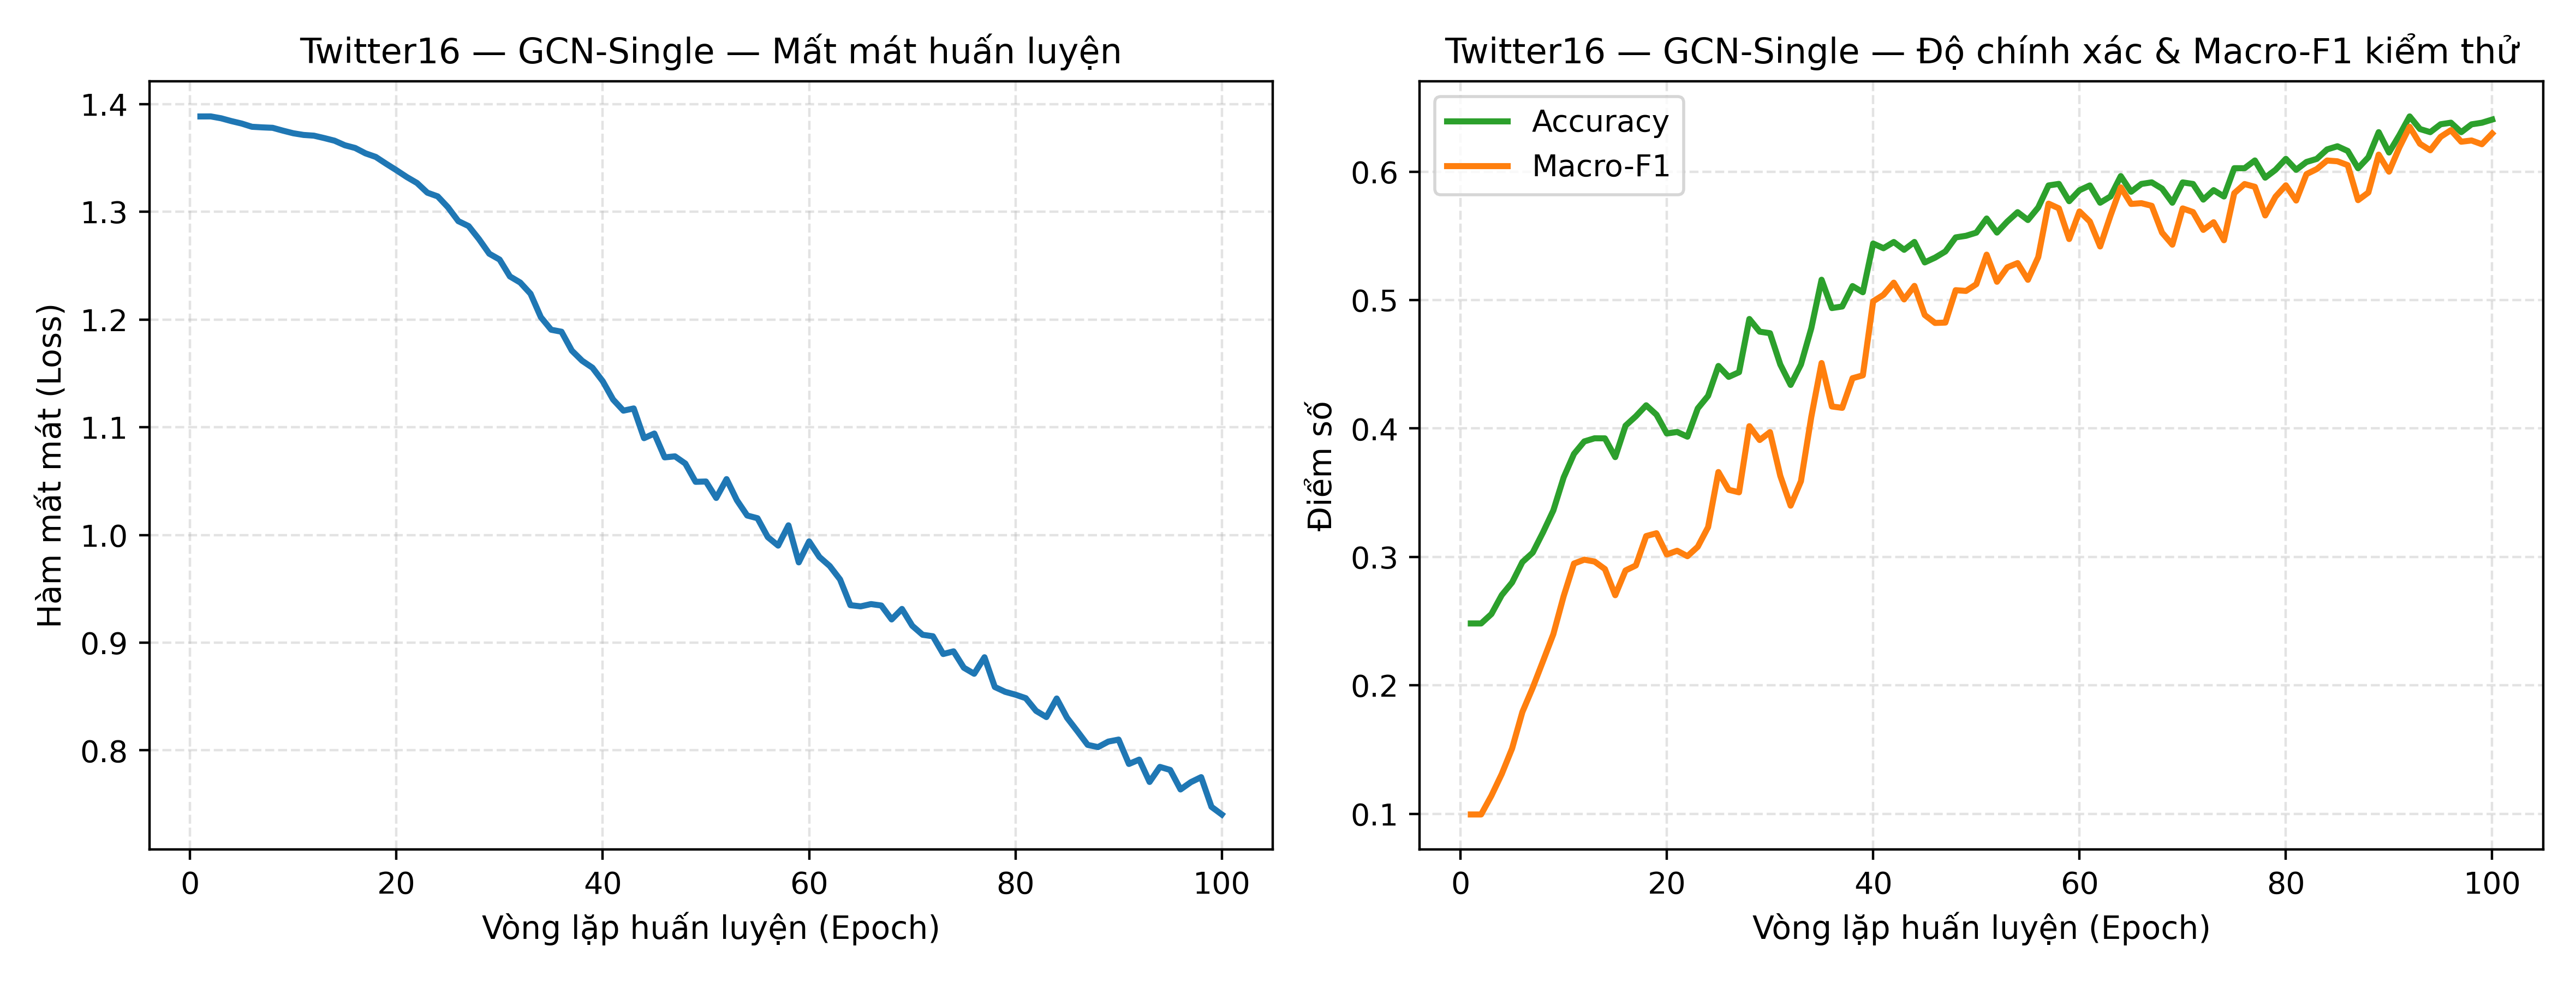 Twitter16 — GCN-Single — Mất mát huấn luyện
Hàm mất mát (Loss)
1.4
1.3
1.2
1.1
1.0
0.9
0.8
0 20 40 60 80 100
Vòng lặp huấn luyện (Epoch)
Twitter16 — GCN-Single — Độ chính xác & Macro-F1 kiểm thử
Accuracy
Macro-F1
Điểm số
0.6
0.5
0.4
0.3
0.2
0.1
0 20 40 60 80 100
Vòng lặp huấn luyện (Epoch)